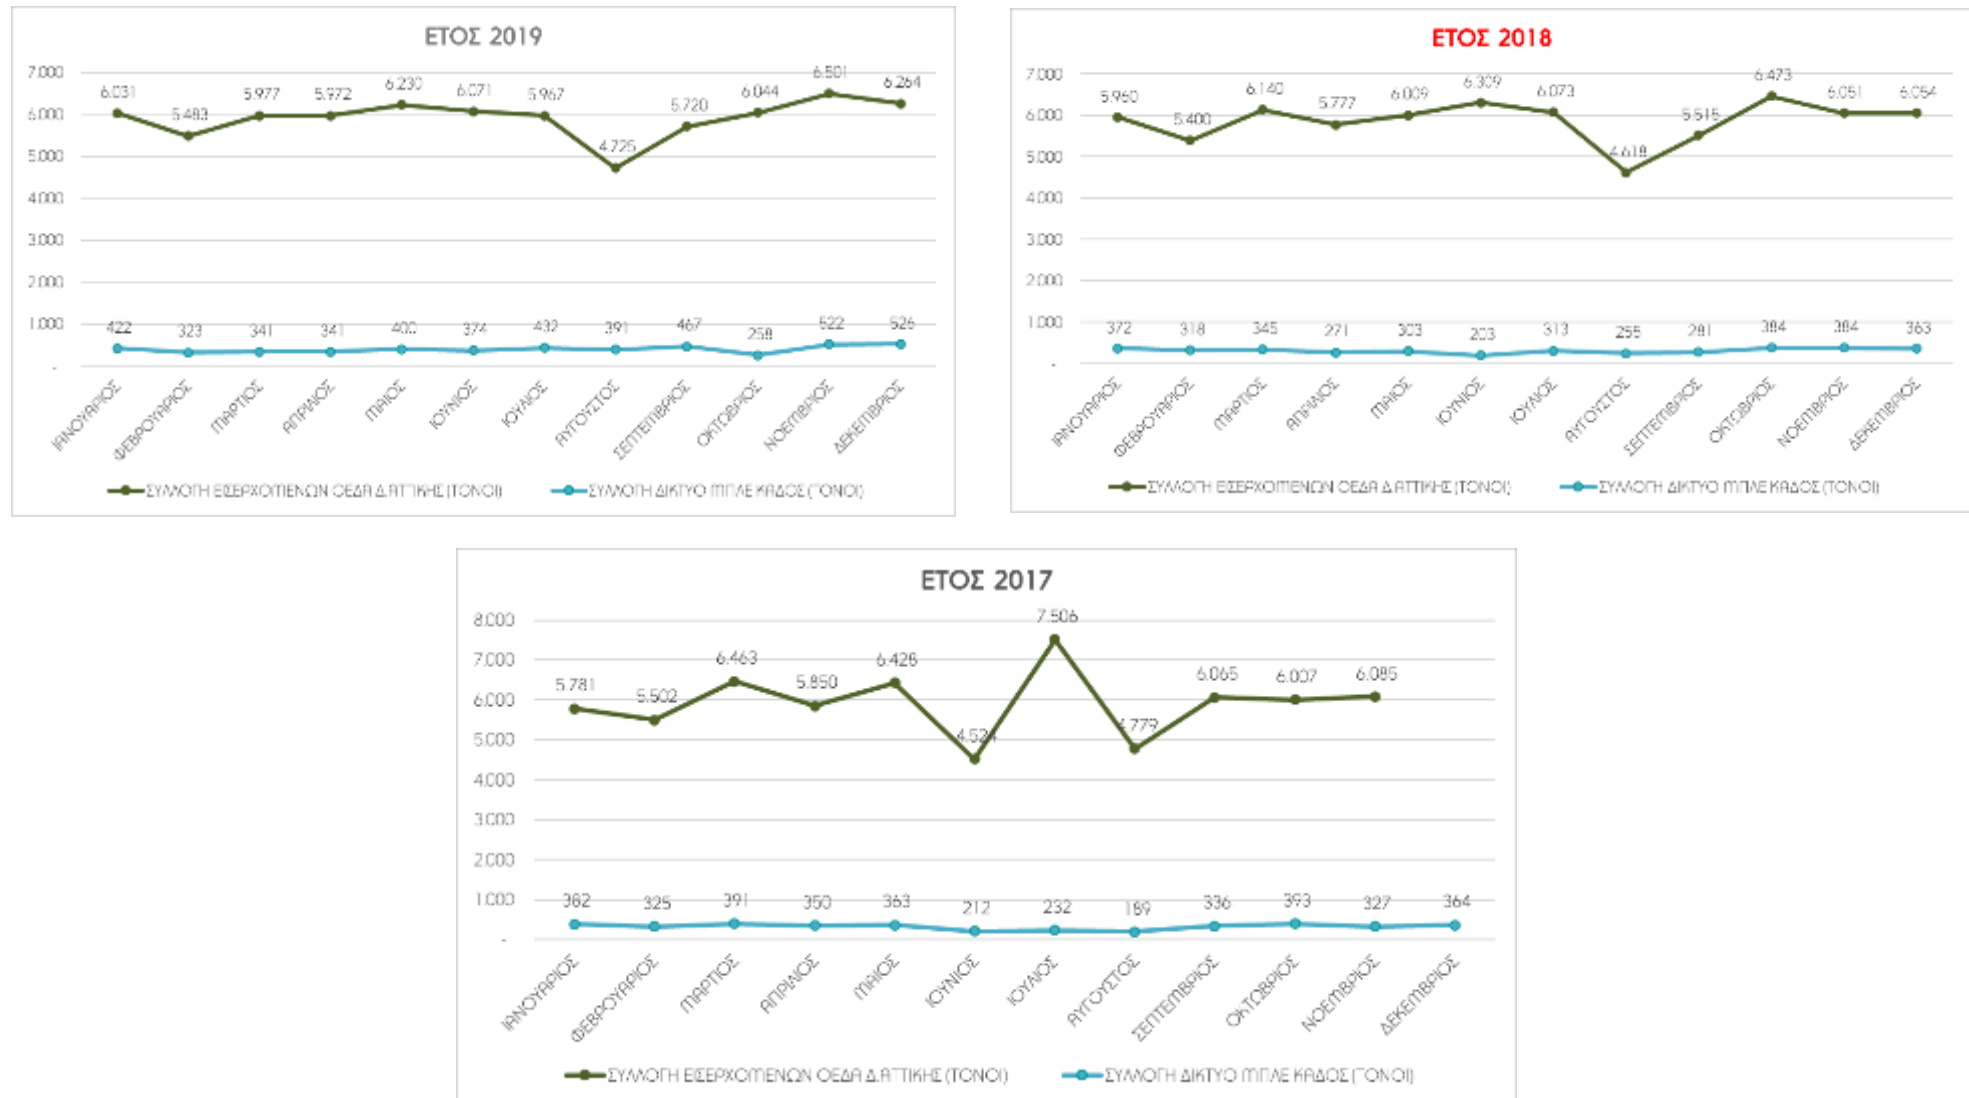 ΕΤΟΣ 2019
7.000
6.000
5.000
4.000
3.000
2.000
1.000
-
6.031 5.483 5.977 5.972 6.230 6.071 5.967 4.725 5.720 6.044 6.501 6.264
422 323 341 341 400 374 432 391 467 258 522 526
ΙΑΝΟΥΑΡΙΟΣ ΦΕΒΡΟΥΑΡΙΟΣ ΜΑΡΤΙΟΣ ΑΠΡΙΛΙΟΣ ΜΑΙΟΣ ΙΟΥΝΙΟΣ ΙΟΥΛΙΟΣ ΑΥΓΟΥΣΤΟΣ ΣΕΠΤΕΜΒΡΙΟΣ ΟΚΤΩΒΡΙΟΣ ΝΟΕΜΒΡΙΟΣ ΔΕΚΕΜΒΡΙΟΣ
ΣΥΛΛΟΓΗ ΕΙΣΕΡΧΟΜΕΝΩΝ ΟΕΔΑ Δ.ΑΤΤΙΚΗΣ (ΤΟΝΟΙ) ΣΥΛΛΟΓΗ ΔΙΚΤΥΟ ΜΠΛΕ ΚΑΔΟΣ (ΤΟΝΟΙ)
ΕΤΟΣ 2018
7.000
6.000
5.000
4.000
3.000
2.000
1.000
-
5.960 5.400 6.140 5.777 6.009 6.309 6.073 4.618 5.515 6.473 6.051 6.054
372 318 345 271 303 203 313 255 281 384 384 363
ΙΑΝΟΥΑΡΙΟΣ ΦΕΒΡΟΥΑΡΙΟΣ ΜΑΡΤΙΟΣ ΑΠΡΙΛΙΟΣ ΜΑΙΟΣ ΙΟΥΝΙΟΣ ΙΟΥΛΙΟΣ ΑΥΓΟΥΣΤΟΣ ΣΕΠΤΕΜΒΡΙΟΣ ΟΚΤΩΒΡΙΟΣ ΝΟΕΜΒΡΙΟΣ ΔΕΚΕΜΒΡΙΟΣ
ΣΥΛΛΟΓΗ ΕΙΣΕΡΧΟΜΕΝΩΝ ΟΕΔΑ Δ.ΑΤΤΙΚΗΣ (ΤΟΝΟΙ) ΣΥΛΛΟΓΗ ΔΙΚΤΥΟ ΜΠΛΕ ΚΑΔΟΣ (ΤΟΝΟΙ)
ΕΤΟΣ 2017
8.000
7.000
6.000
5.000
4.000
3.000
2.000
1.000
-
5.781 5.502 6.463 5.850 6.428 4.524 7.506 4.779 6.065 6.007 6.085
382 325 391 350 363 212 232 189 336 393 327 364
ΙΑΝΟΥΑΡΙΟΣ ΦΕΒΡΟΥΑΡΙΟΣ ΜΑΡΤΙΟΣ ΑΠΡΙΛΙΟΣ ΜΑΙΟΣ ΙΟΥΝΙΟΣ ΙΟΥΛΙΟΣ ΑΥΓΟΥΣΤΟΣ ΣΕΠΤΕΜΒΡΙΟΣ ΟΚΤΩΒΡΙΟΣ ΝΟΕΜΒΡΙΟΣ ΔΕΚΕΜΒΡΙΟΣ
ΣΥΛΛΟΓΗ ΕΙΣΕΡΧΟΜΕΝΩΝ ΟΕΔΑ Δ.ΑΤΤΙΚΗΣ (ΤΟΝΟΙ) ΣΥΛΛΟΓΗ ΔΙΚΤΥΟ ΜΠΛΕ ΚΑΔΟΣ (ΤΟΝΟΙ)